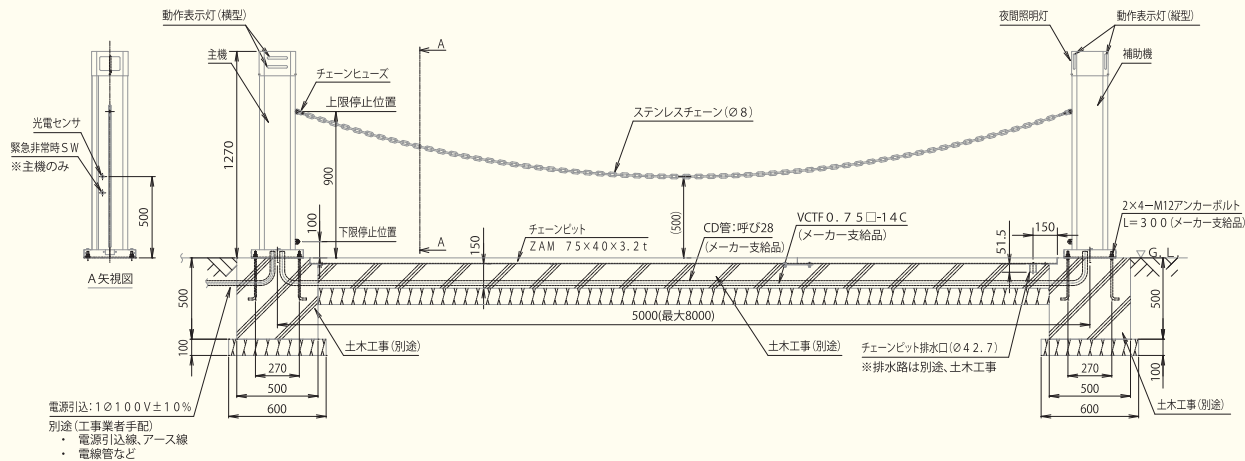 動作表示灯(横型)
主機
チェーンヒューズ
上限停止位置
A
ステンレスチェーン(Ø8)
夜間照明灯
動作表示灯(縦型)
補助機
光電センサ
緊急非常時SW
※主機のみ
500
A矢視図
1270
900
100
下限停止位置
A
150
チェーンピット
ZAM 75×40×3.2t
(500)
CD管:呼び28
(メーカー支給品)
VCTF0.75□-14C
(メーカー支給品)
51.5
150
2×4-M12アンカーボルト
L=300(メーカー支給品)
G.L
500
100
270
500
600
土木工事(別途)
5000(最大8000)
土木工事(別途)
チェーンピット排水口(Ø42.7)
※排水路は別途、土木工事
500
100
270
500
600
土木工事(別途)
電源引込:1Ø100V±10%
別途(工事業者手配)
・ 電源引込線、アース線
・ 電線管など